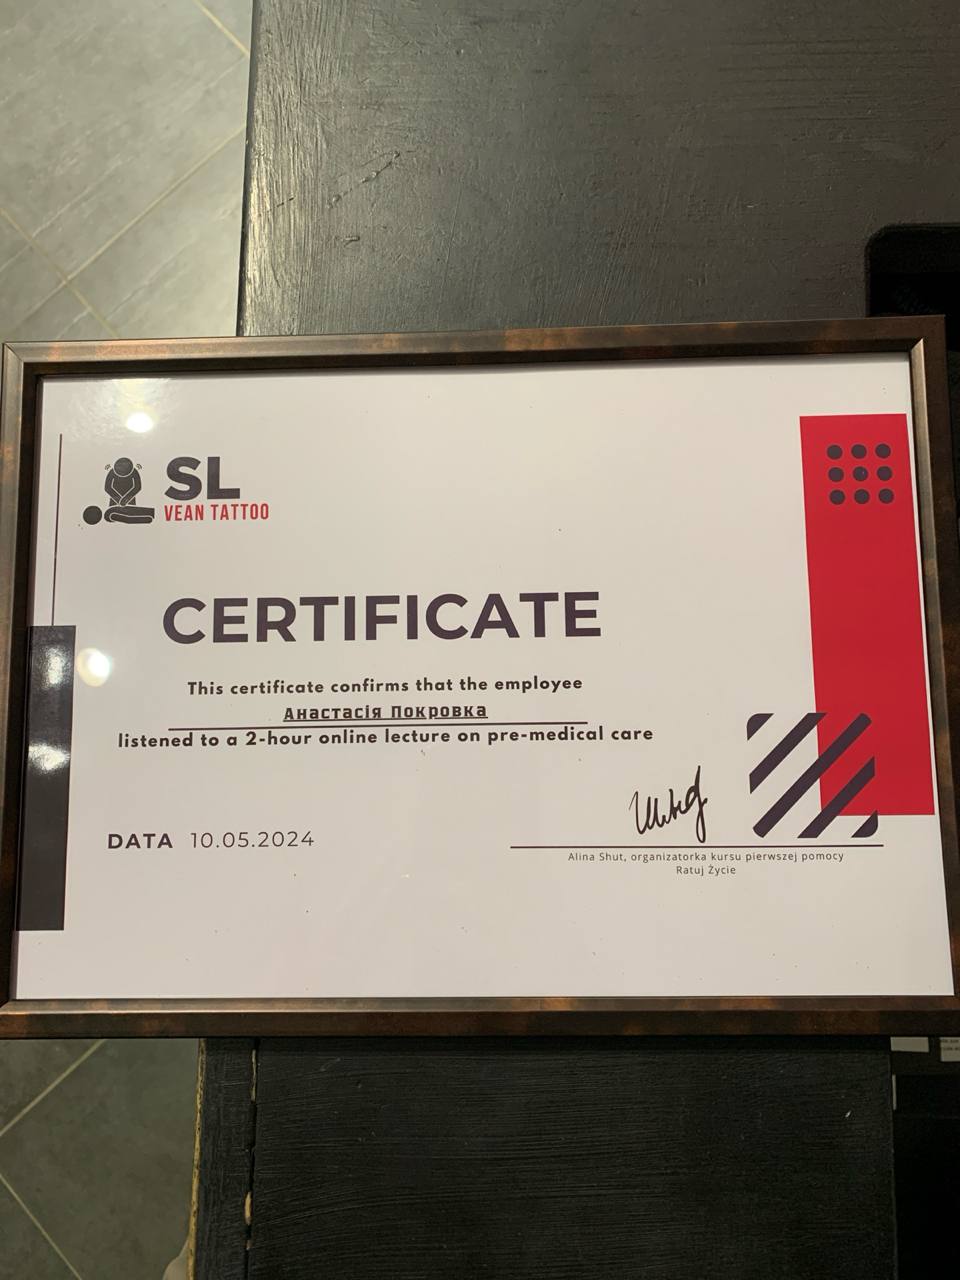 SL
VEAN TATTOO
CERTIFICATE
This certificate confirms that the employee
Анастасія Покровка
listened to a 2-hour online lecture on pre-medical care
DATA 10.05.2024
Alina Shut, organizatorka kursu pierwszej pomocy
Ratuj Życie